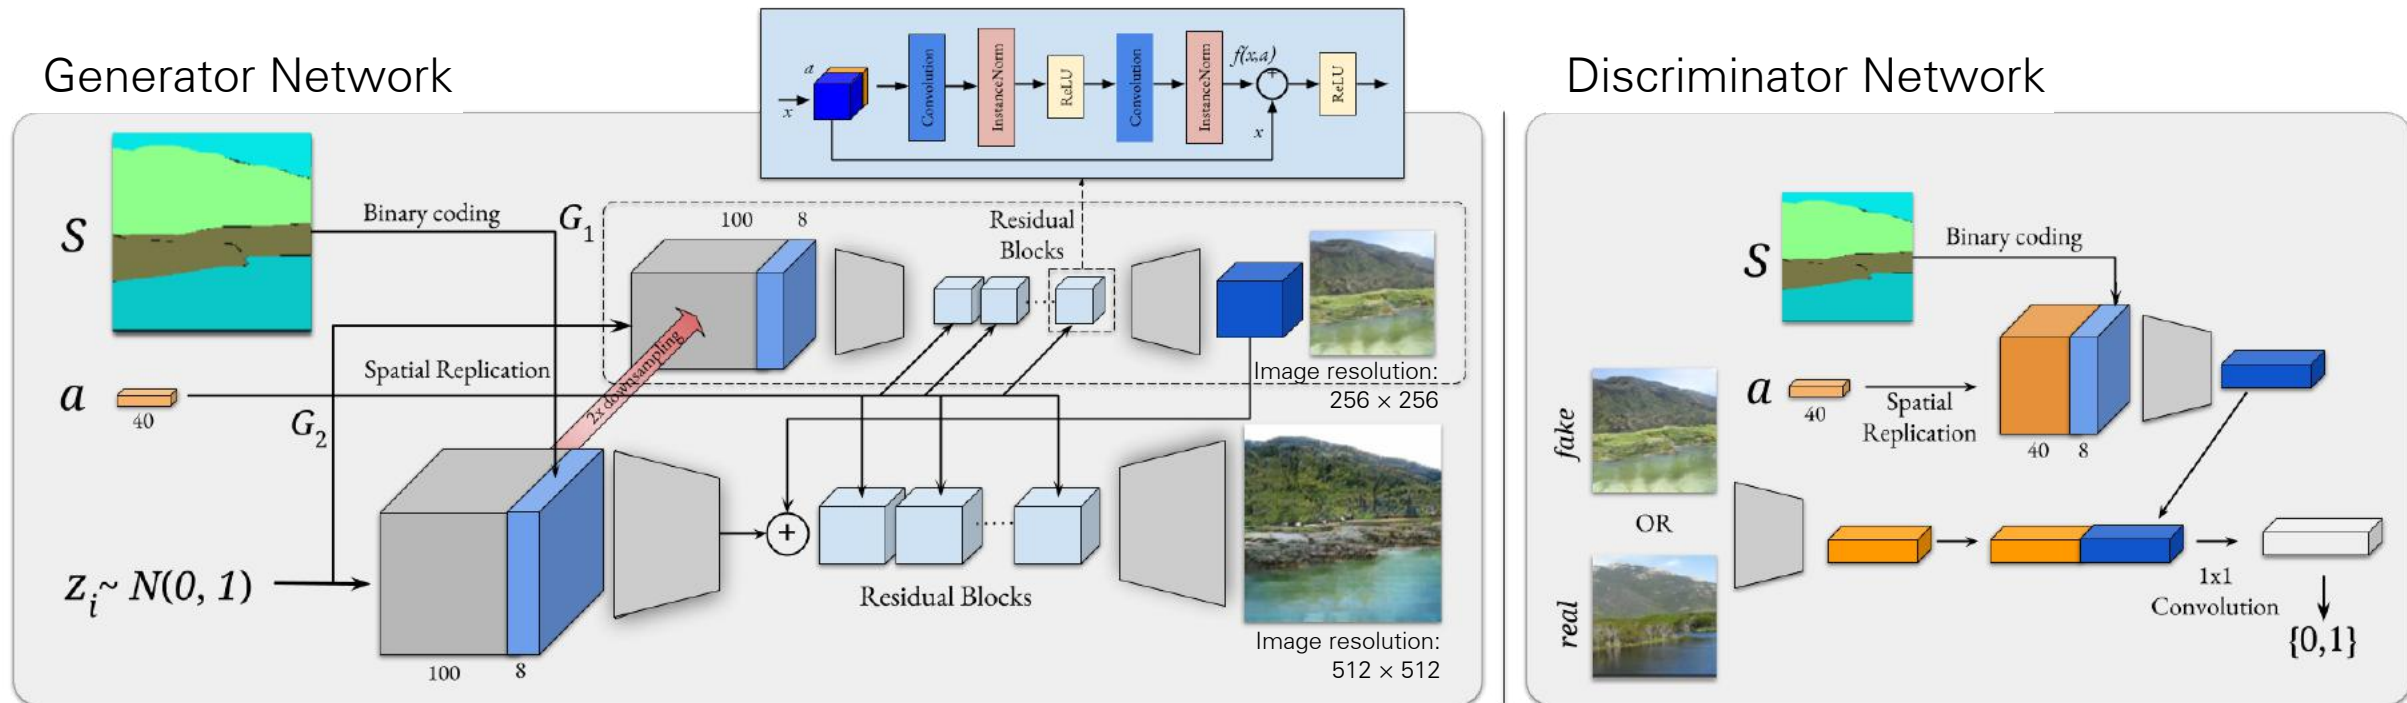 Generator Network
Discriminator Network
a
x
Convolution
InstanceNorm
ReLU
Convolution
InstanceNorm
f(x,a)
+
x
ReLU
S
Binary coding
G1
100
8
Residual
Blocks
Image resolution:
256 × 256
Spatial Replication
a
40
G2
2x downsampling
zi ~ N(0, 1)
100
8
+
Residual Blocks
Image resolution:
512 × 512
S
Binary coding
a
40
Spatial
Replication
40
8
fake
OR
real
1x1
Convolution
{0,1}